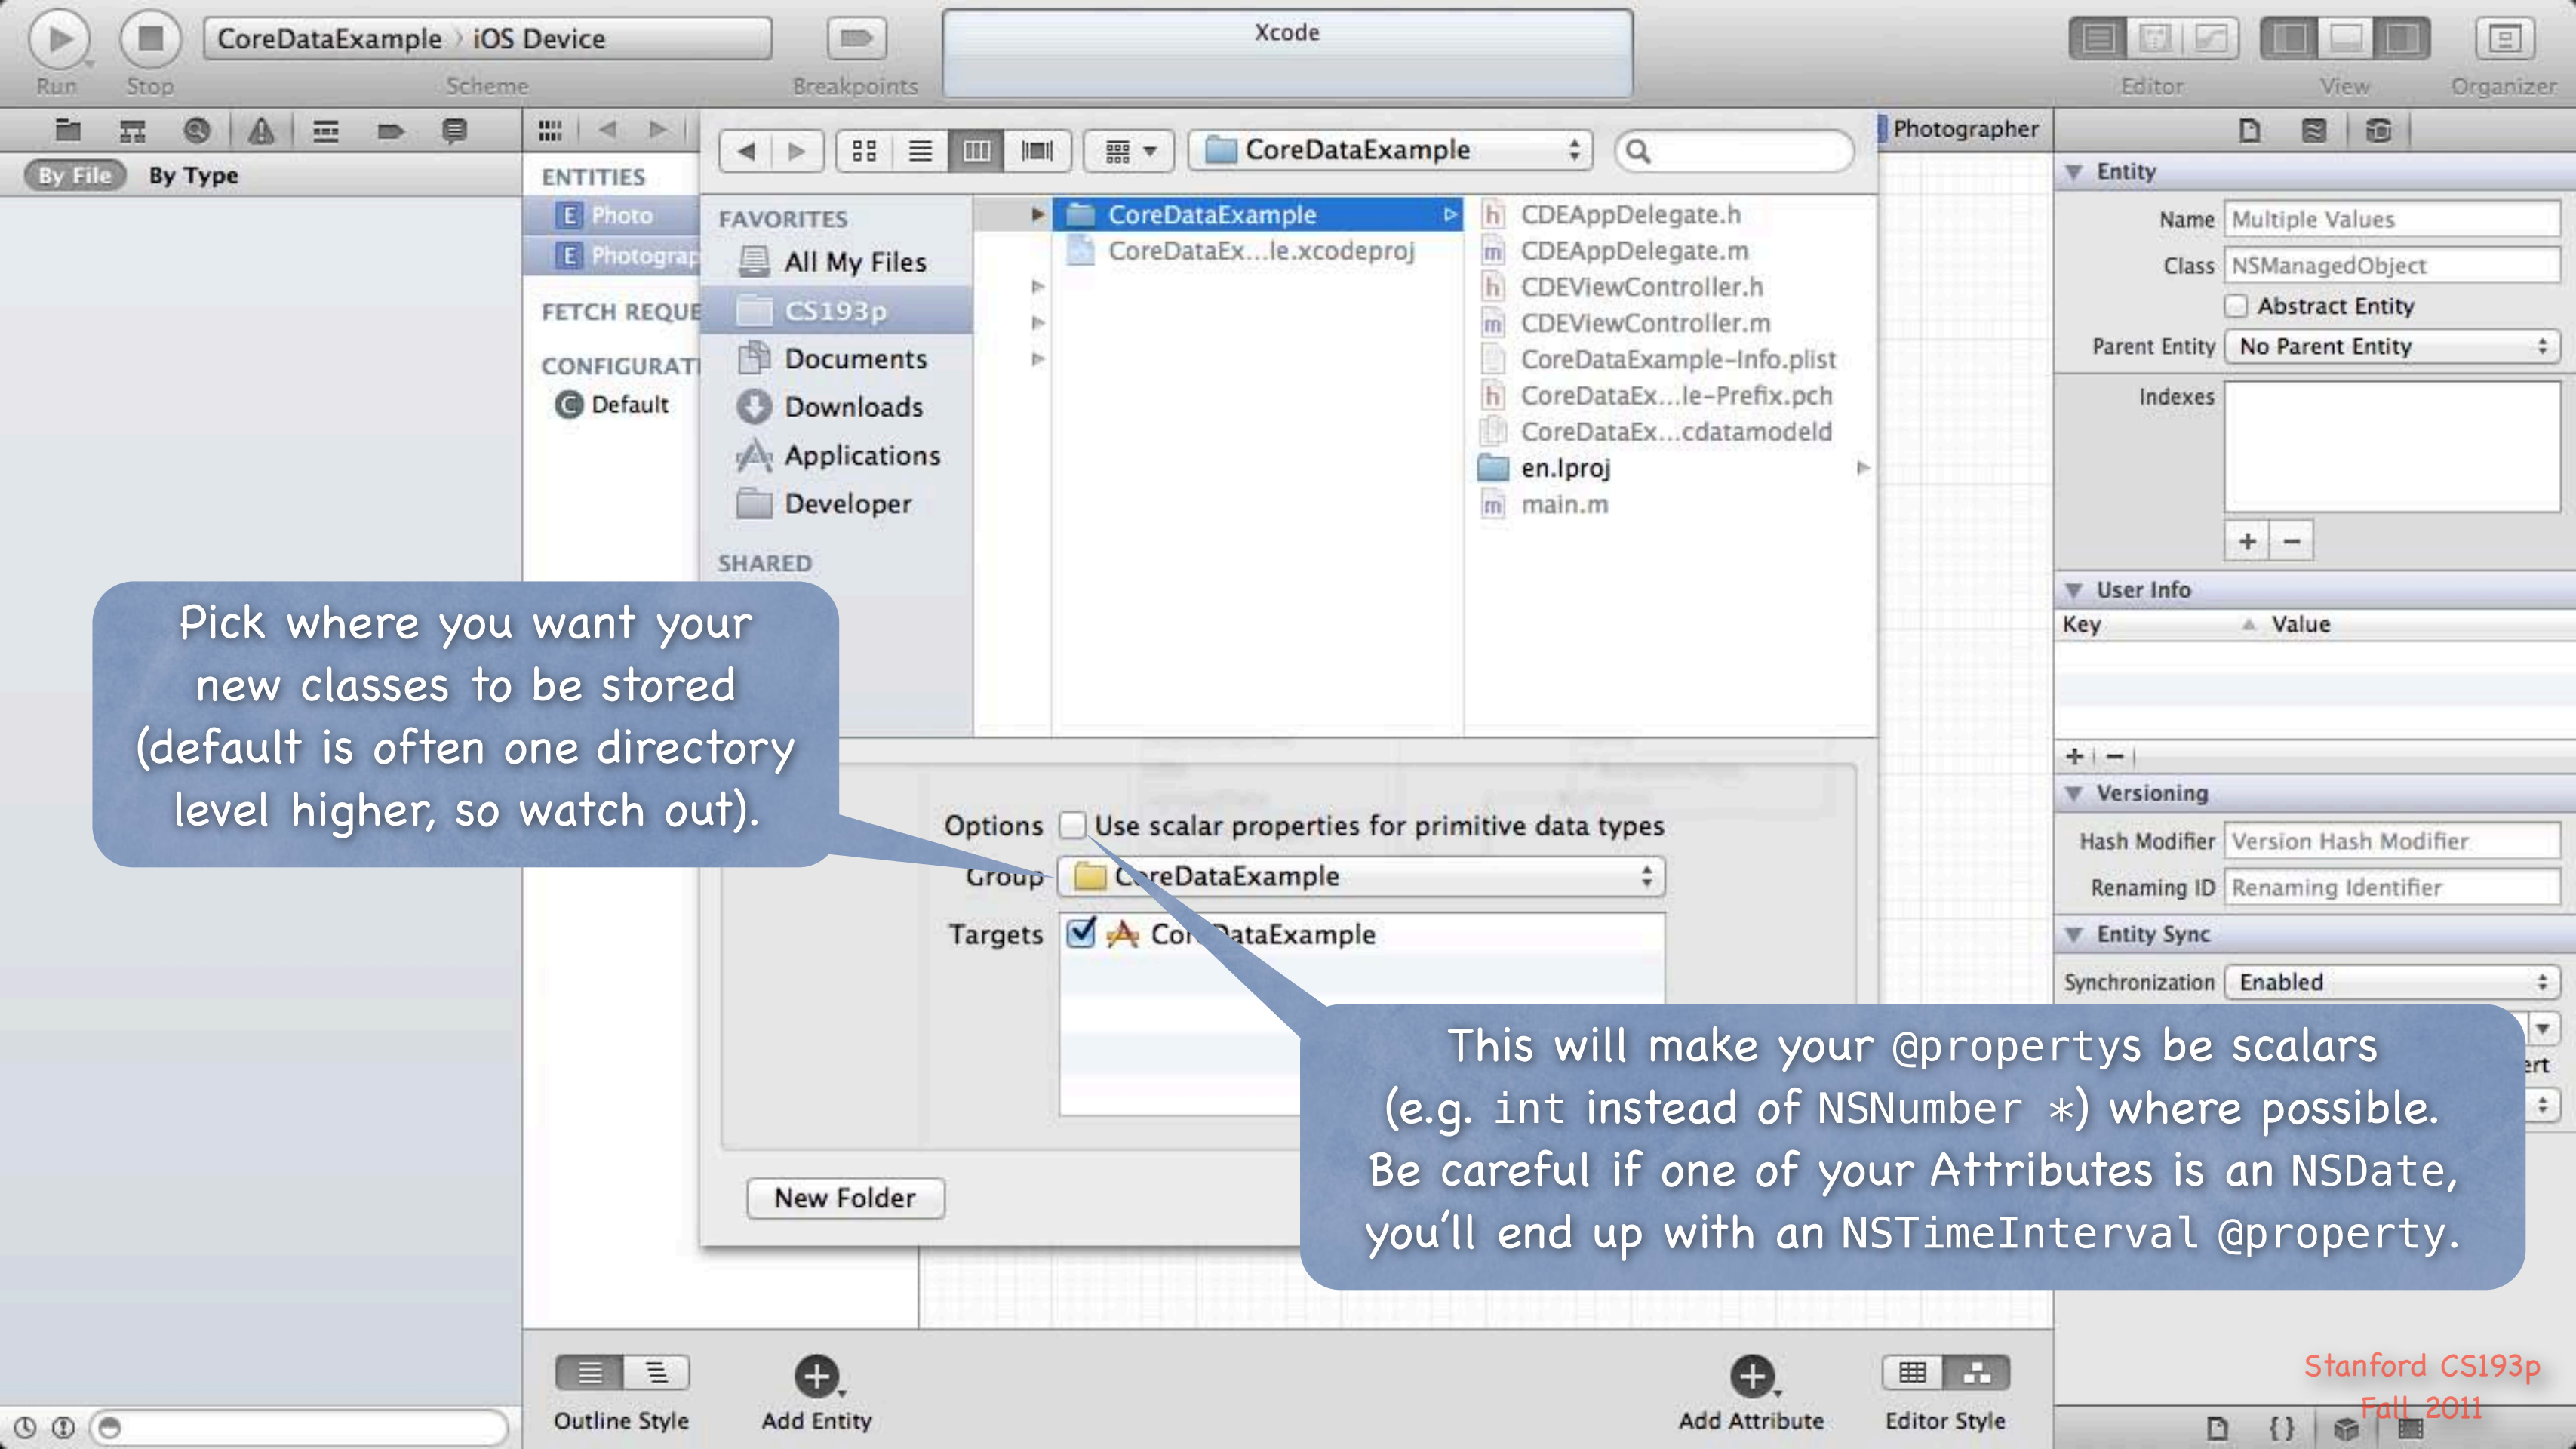 CoreDataExample › iOS Device
Xcode
Run
Stop
Scheme
Breakpoints
Editor
View
Organizer
By File
By Type
ENTITIES
E Photo
E Photograp
FETCH REQUE
CONFIGURATI
C Default
CoreDataExample
Photographer
FAVORITES
All My Files
CS193p
Documents
Downloads
Applications
Developer
SHARED
CoreDataExample
CoreDataEx...le.xcodeproj
h CDEAppDelegate.h
m CDEAppDelegate.m
h CDEViewController.h
m CDEViewController.m
CoreDataExample-Info.plist
h CoreDataEx...le-Prefix.pch
CoreDataEx...cdatamodeld
en.lproj
m main.m
Entity
Name Multiple Values
Class NSManagedObject
Abstract Entity
Parent Entity No Parent Entity
Indexes
+ −
User Info
Key Value
+ −
Versioning
Hash Modifier Version Hash Modifier
Renaming ID Renaming Identifier
Entity Sync
Synchronization Enabled
ert
Pick where you want your
new classes to be stored
(default is often one directory
level higher, so watch out).
Options Use scalar properties for primitive data types
Group CoreDataExample
Targets CoreDataExample
New Folder
This will make your @propertys be scalars
(e.g. int instead of NSNumber *) where possible.
Be careful if one of your Attributes is an NSDate,
you'll end up with an NSTimeInterval @property.
Outline Style
Add Entity
Add Attribute
Editor Style
{}
Stanford CS193p
Fall 2011